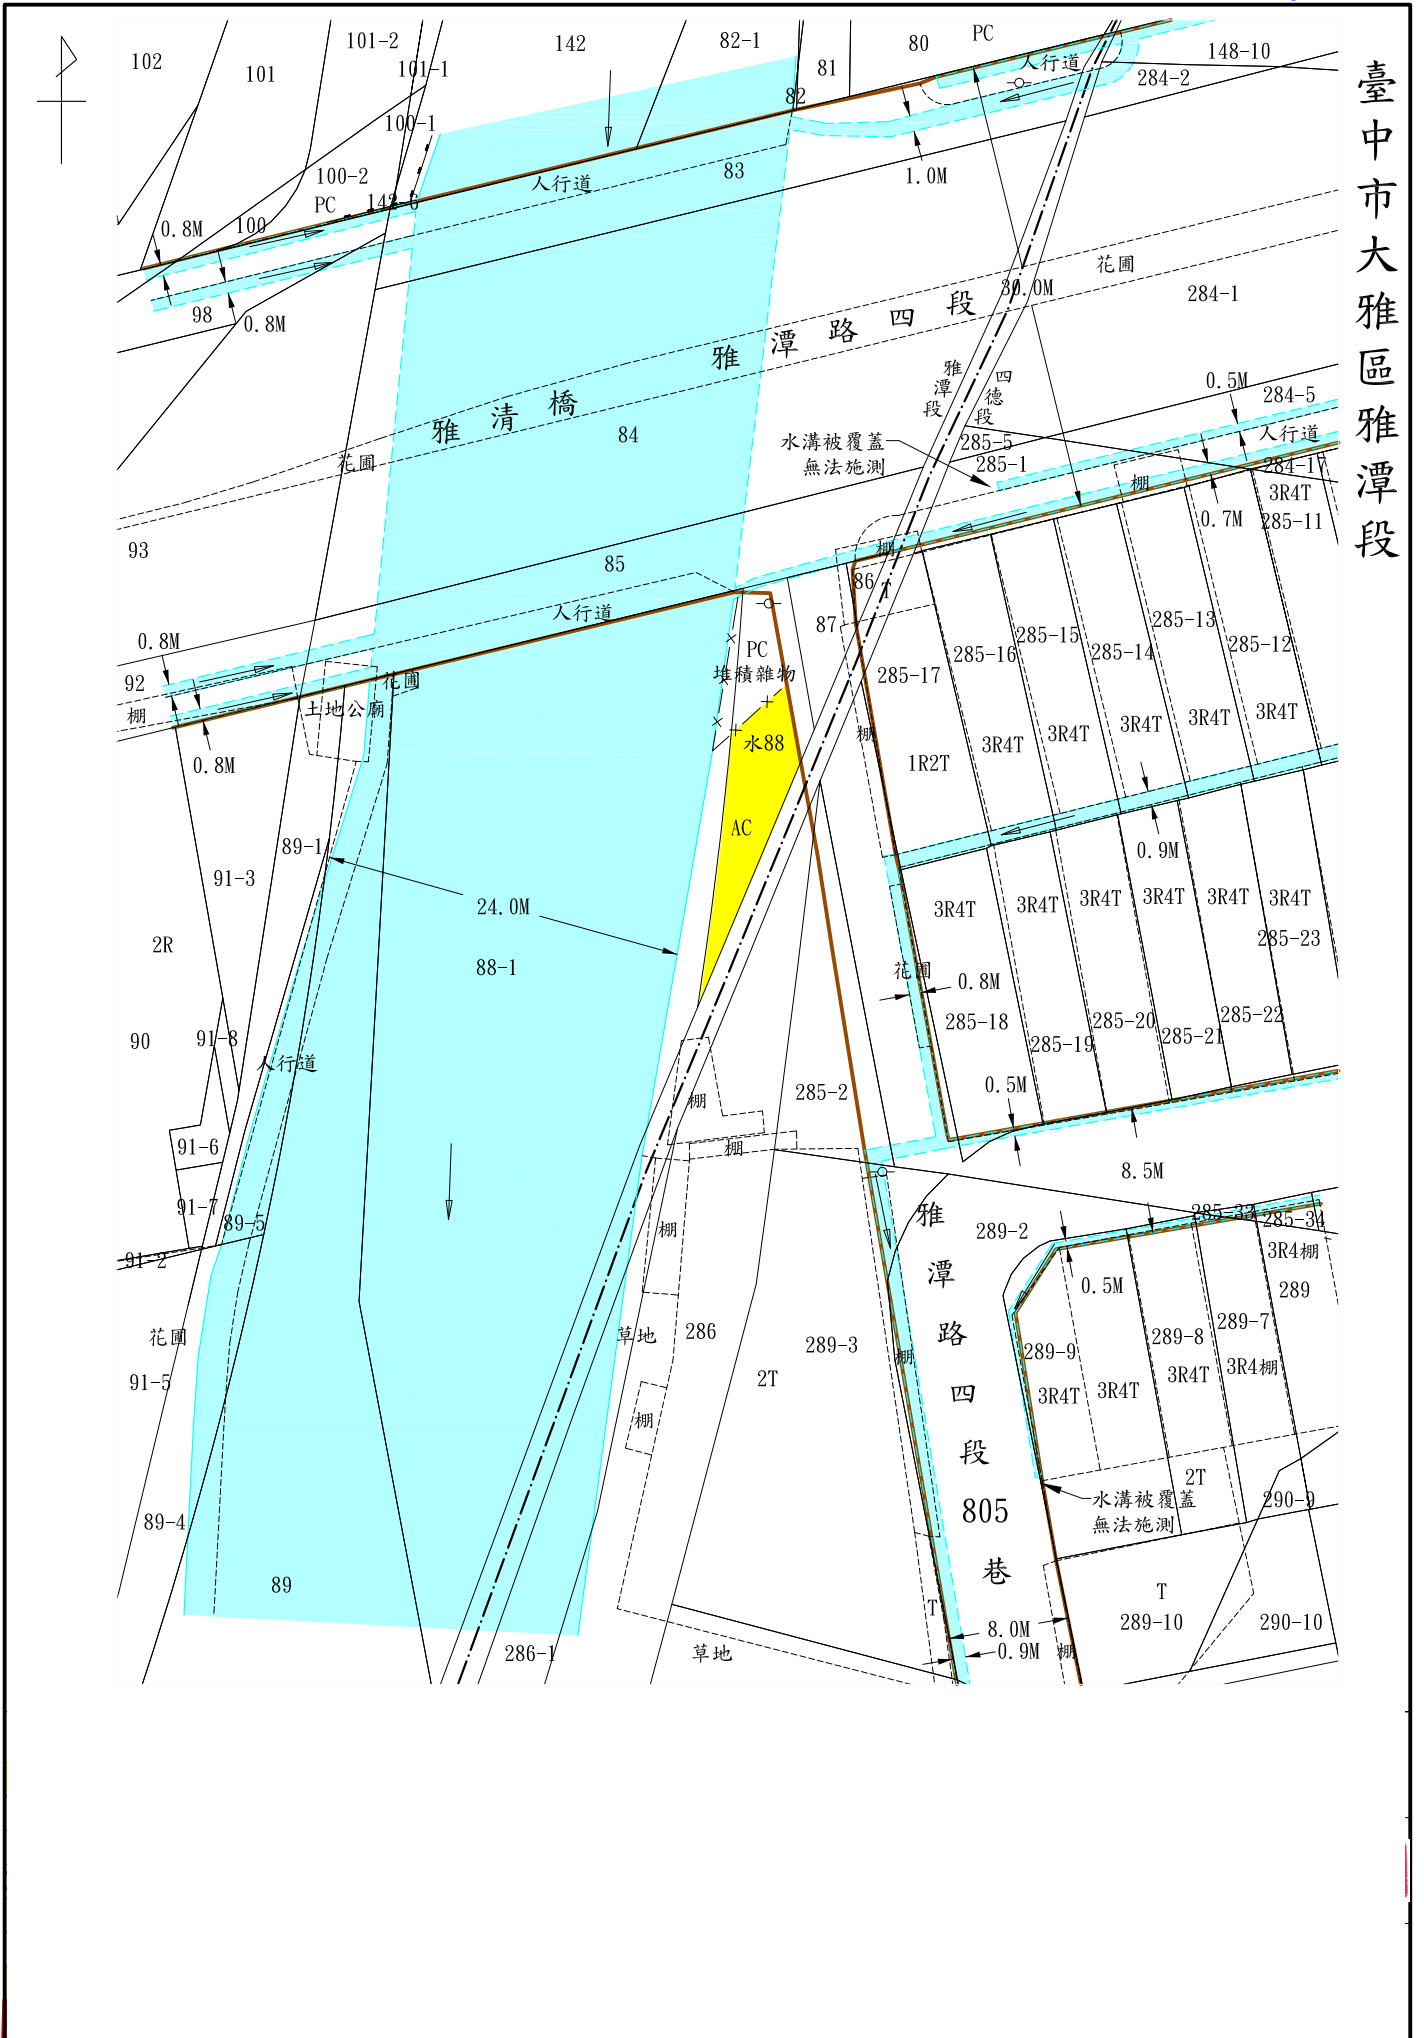 臺中市大雅區雅潭段
102
101
101-2
142
82-1
80
PC
101-1
81
人行道
148-10
284-2
82
100-1
100-2
人行道
83
1.0M
PC
142-6
0.8M
100
98
0.8M
花圃
30.0M
284-1
雅潭路四段
雅潭段
四德段
雅清橋
84
0.5M
284-5
人行道
水溝被覆蓋
無法施測
285-5
285-1
284-17
花圃
棚
3R4T
285-11
0.7M
93
85
棚
86
T
人行道
87
285-13
285-15
285-12
285-14
285-16
285-17
0.8M
PC
堆積雜物
92
花圃
棚
土地公廟
3R4T
3R4T
3R4T
3R4T
3R4T
棚
水88
1R2T
0.8M
AC
89-1
0.9M
91-3
24.0M
3R4T
3R4T
3R4T
3R4T
3R4T
3R4T
285-23
2R
88-1
花圃
0.8M
285-18
285-22
285-20
285-21
285-19
90
91-8
人行道
285-2
0.5M
棚
棚
91-6
8.5M
91-7
89-5
棚
雅潭路四段805巷
289-2
285-33
285-34
3R4棚
91-2
0.5M
289
花圃
草地
286
289-3
棚
289-7
289-8
289-9
91-5
2T
3R4T
3R4T
3R4T
3R4棚
棚
2T
水溝被覆蓋
無法施測
290-9
89-4
89
T
T
289-10
290-10
8.0M
0.9M
棚
286-1
草地